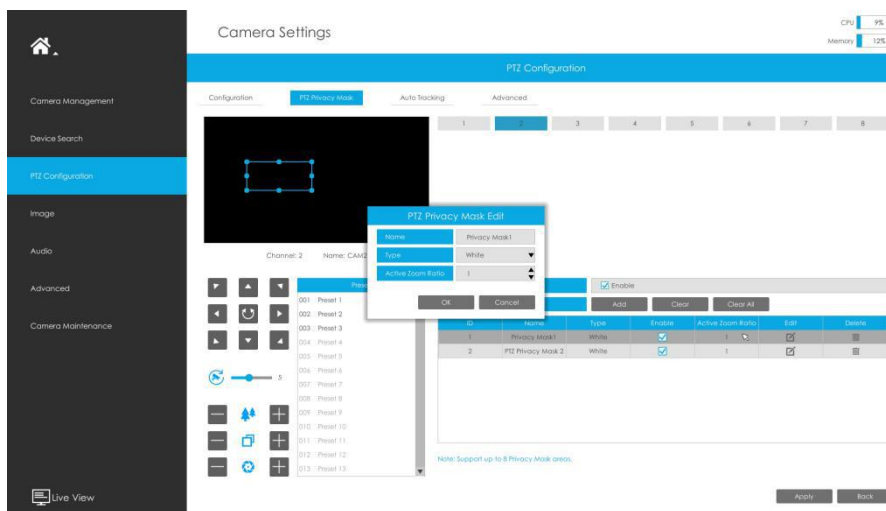 Camera Settings
CPU 9%
Memory 12%
PTZ Configuration
Camera Management
Device Search
PTZ Configuration
Image
Audio
Advanced
Camera Maintenance
Live View
Configuration PTZ Privacy Mask Auto Tracking Advanced
1 2 3 4 5 6 7 8
Channel: 2 Name: CAM2
PTZ Privacy Mask Edit
Name Privacy Mask1
Type White
Active Zoom Ratio 1
OK Cancel
5
Prese
001 Preset 1
002 Preset 2
003 Preset 3
004 Preset 4
005 Preset 5
006 Preset 6
007 Preset 7
008 Preset 8
009 Preset 9
010 Preset 10
011 Preset 11
012 Preset 12
013 Preset 13
Enable
Add Clear Clear All
ID Name Type Enable Active Zoom Ratio Edit Delete
1 Privacy Mask1 White 1
2 PTZ Privacy Mask 2 White 1
Note: Support up to 8 Privacy Mask areas.
Apply Back